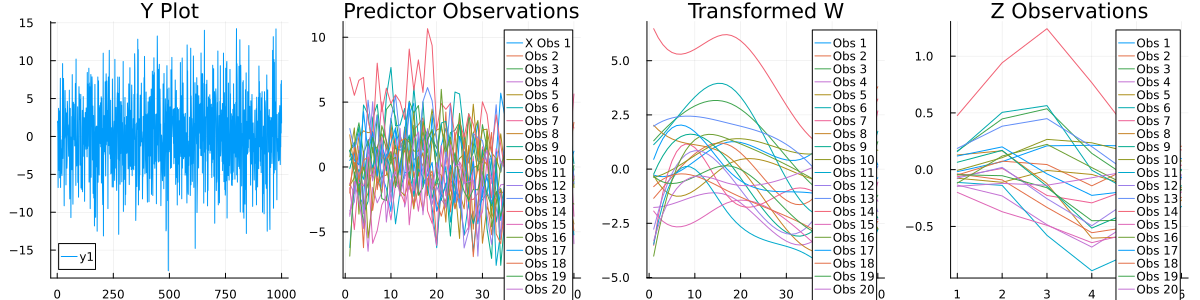 Y Plot
15
10
5
0
−5
−10
−15
y1
0
250
500
750
1000
Predictor Observations
10
5
0
−5
0
10
20
30
0
X Obs 1
Obs 2
Obs 3
Obs 4
Obs 5
Obs 6
Obs 7
Obs 8
Obs 9
Obs 10
Obs 11
Obs 12
Obs 13
Obs 14
Obs 15
Obs 16
Obs 17
Obs 18
Obs 19
Obs 20
Transformed W
5.0
2.5
0.0
−2.5
−5.0
0
10
20
30
0
Obs 1
Obs 2
Obs 3
Obs 4
Obs 5
Obs 6
Obs 7
Obs 8
Obs 9
Obs 10
Obs 11
Obs 12
Obs 13
Obs 14
Obs 15
Obs 16
Obs 17
Obs 18
Obs 19
Obs 20
Z Observations
1.0
0.5
0.0
−0.5
1
2
3
4
Obs 1
Obs 2
Obs 3
Obs 4
Obs 5
Obs 6
Obs 7
Obs 8
Obs 9
Obs 10
Obs 11
Obs 12
Obs 13
Obs 14
Obs 15
Obs 16
Obs 17
Obs 18
Obs 19
Obs 20